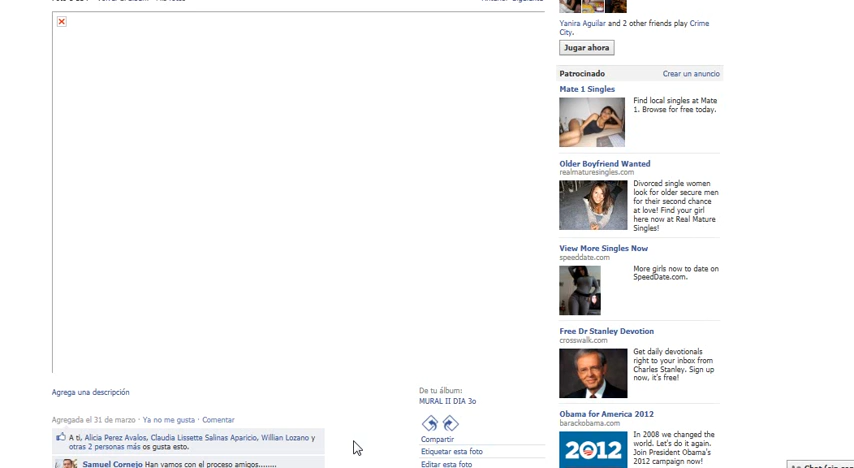 Yanira Aguilar and 2 other friends play Crime
City.
Jugar ahora
Patrocinado
Crear un anuncio
Mate 1 Singles
Find local singles at Mate
1. Browse for free today.
Older Boyfriend Wanted
realmaturesingles.com
Divorced single women
look for older secure men
for their second chance
at love! Find your girl
here now at Real Mature
Singles!
View More Singles Now
speeddate.com
More girls now to date on
SpeedDate.com.
Free Dr Stanley Devotion
crosswalk.com
Get daily devotionals
right to your inbox from
Charles Stanley. Sign up
now, it's free!
Obama for America 2012
barackobama.com
2012
In 2008 we changed the
world. Let's do it again.
Join President Obama's
2012 campaign now!
Agrega una descripción
Agregada el 31 de marzo · Ya no me gusta · Comentar
A ti, Alicia Perez Avalos, Claudia Lissette Salinas Aparicio, Willian Lozano y
otras 2 personas más os gusta esto.
Samuel Cornejo Han vamos con el proceso amigos........
De tu álbum:
MURAL II DIA 3o
Compartir
Etiquetar esta foto
Editar esta foto